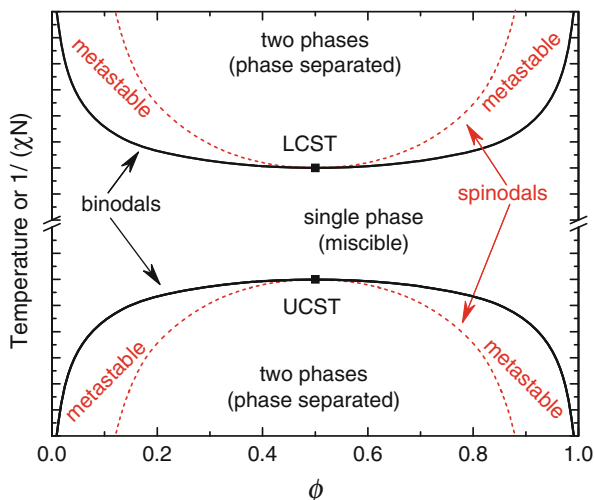 two phases
(phase separated)
metastable
metastable
LCST
binodals
spinodals
single phase
(miscible)
UCST
metastable
metastable
two phases
(phase separated)
Temperature or 1/ (χN)
0.0 0.2 0.4 0.6 0.8 1.0
ϕ